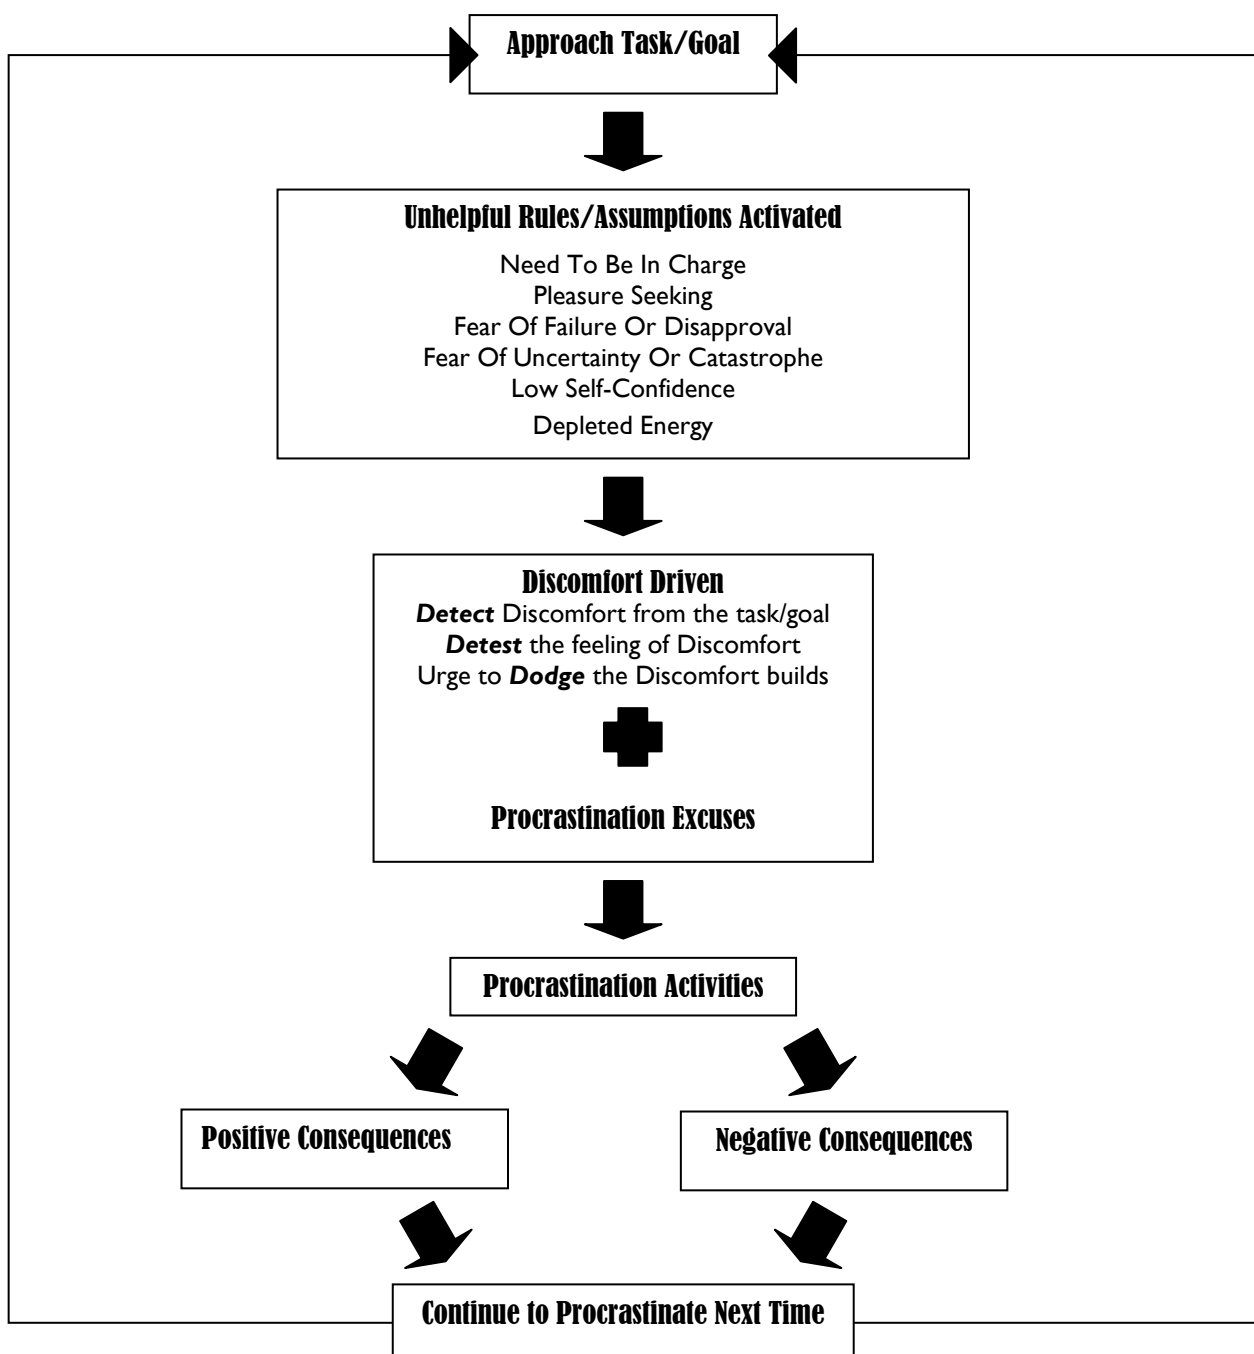 Approach Task/Goal
Unhelpful Rules/Assumptions Activated
Need To Be In Charge
Pleasure Seeking
Fear Of Failure Or Disapproval
Fear Of Uncertainty Or Catastrophe
Low Self-Confidence
Depleted Energy
Discomfort Driven
Detect Discomfort from the task/goal
Detest the feeling of Discomfort
Urge to Dodge the Discomfort builds
Procrastination Excuses
Procrastination Activities
Positive Consequences
Negative Consequences
Continue to Procrastinate Next Time